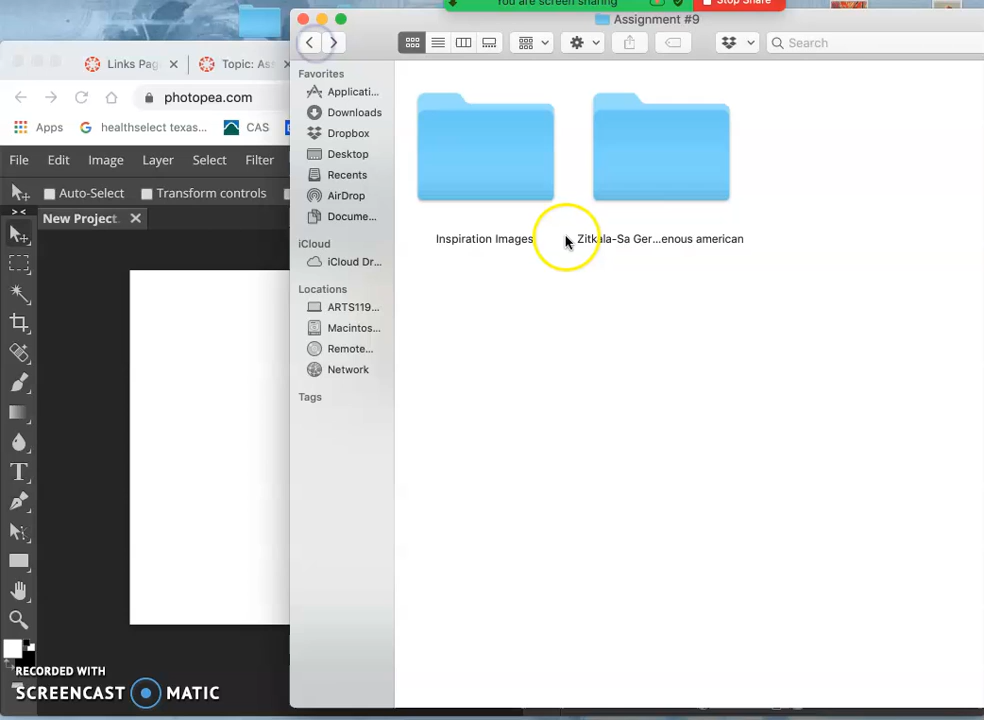 You are screen sharing
Stop Share
Assignment #9
Search
Links Pag
Topic: Ass
photopea.com
Apps
healthselect texas...
CAS
File Edit Image Layer Select Filter
Auto-Select
Transform controls
New Project.
Favorites
Applicati...
Downloads
Dropbox
Desktop
Recents
AirDrop
Docume...
iCloud
iCloud Dr...
Locations
ARTS119...
Macintos...
Remote...
Network
Tags
Inspiration Images
Zitkala-Sa Ger...enous american
T
RECORDED WITH
SCREENCAST MATIC